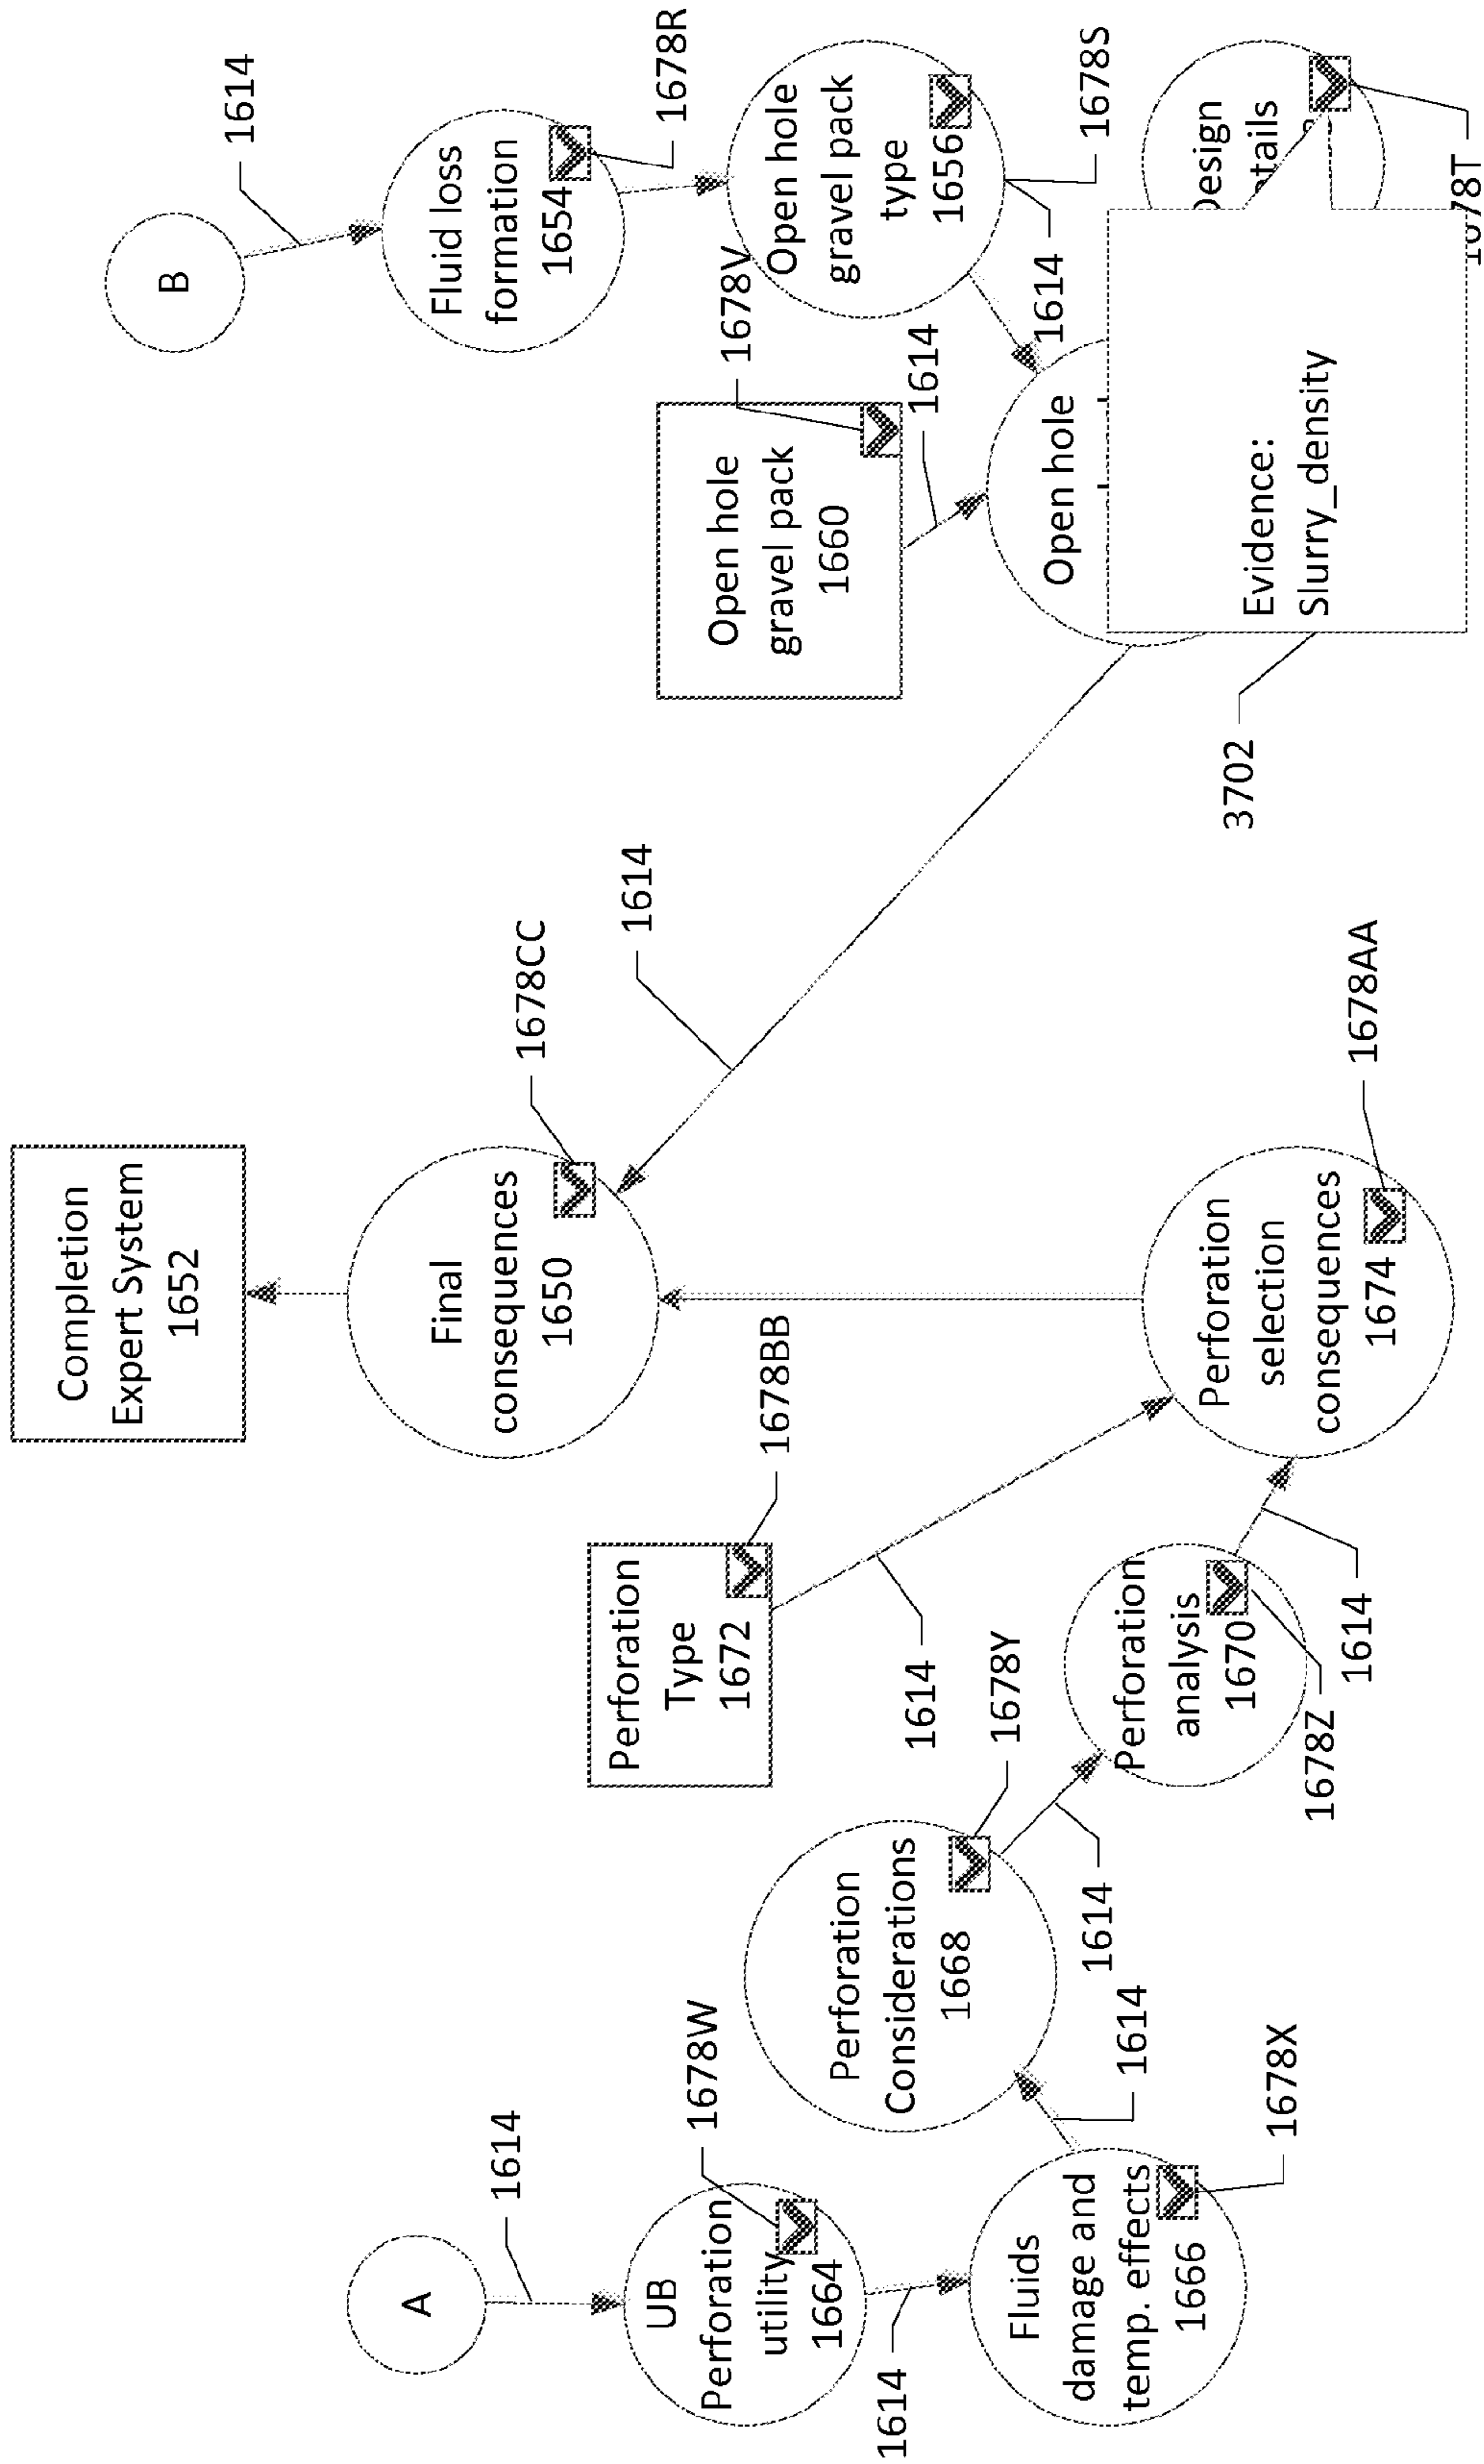 Completion
Expert System
1652
B
1614
Final
consequences
1650
1678CC
Fluid loss
formation
1654
1678R
A
1614
Perforation
Type
1672
1678BB
1614
Open hole
gravel pack
1660
1678V
1614
Open hole
gravel pack
type
1656
1678S
1614
UB
Perforation
utility
1664
1678W
1614
Perforation
Considerations
1668
1678Y
1614
1614
Fluids
damage and
temp. effects
1666
1678X
1614
Perforation
analysis
1670
1678Z
1614
Perforation
selection
consequences
1674
1678AA
Open hole
Design
1678T
Evidence:
Slurry_density
3702